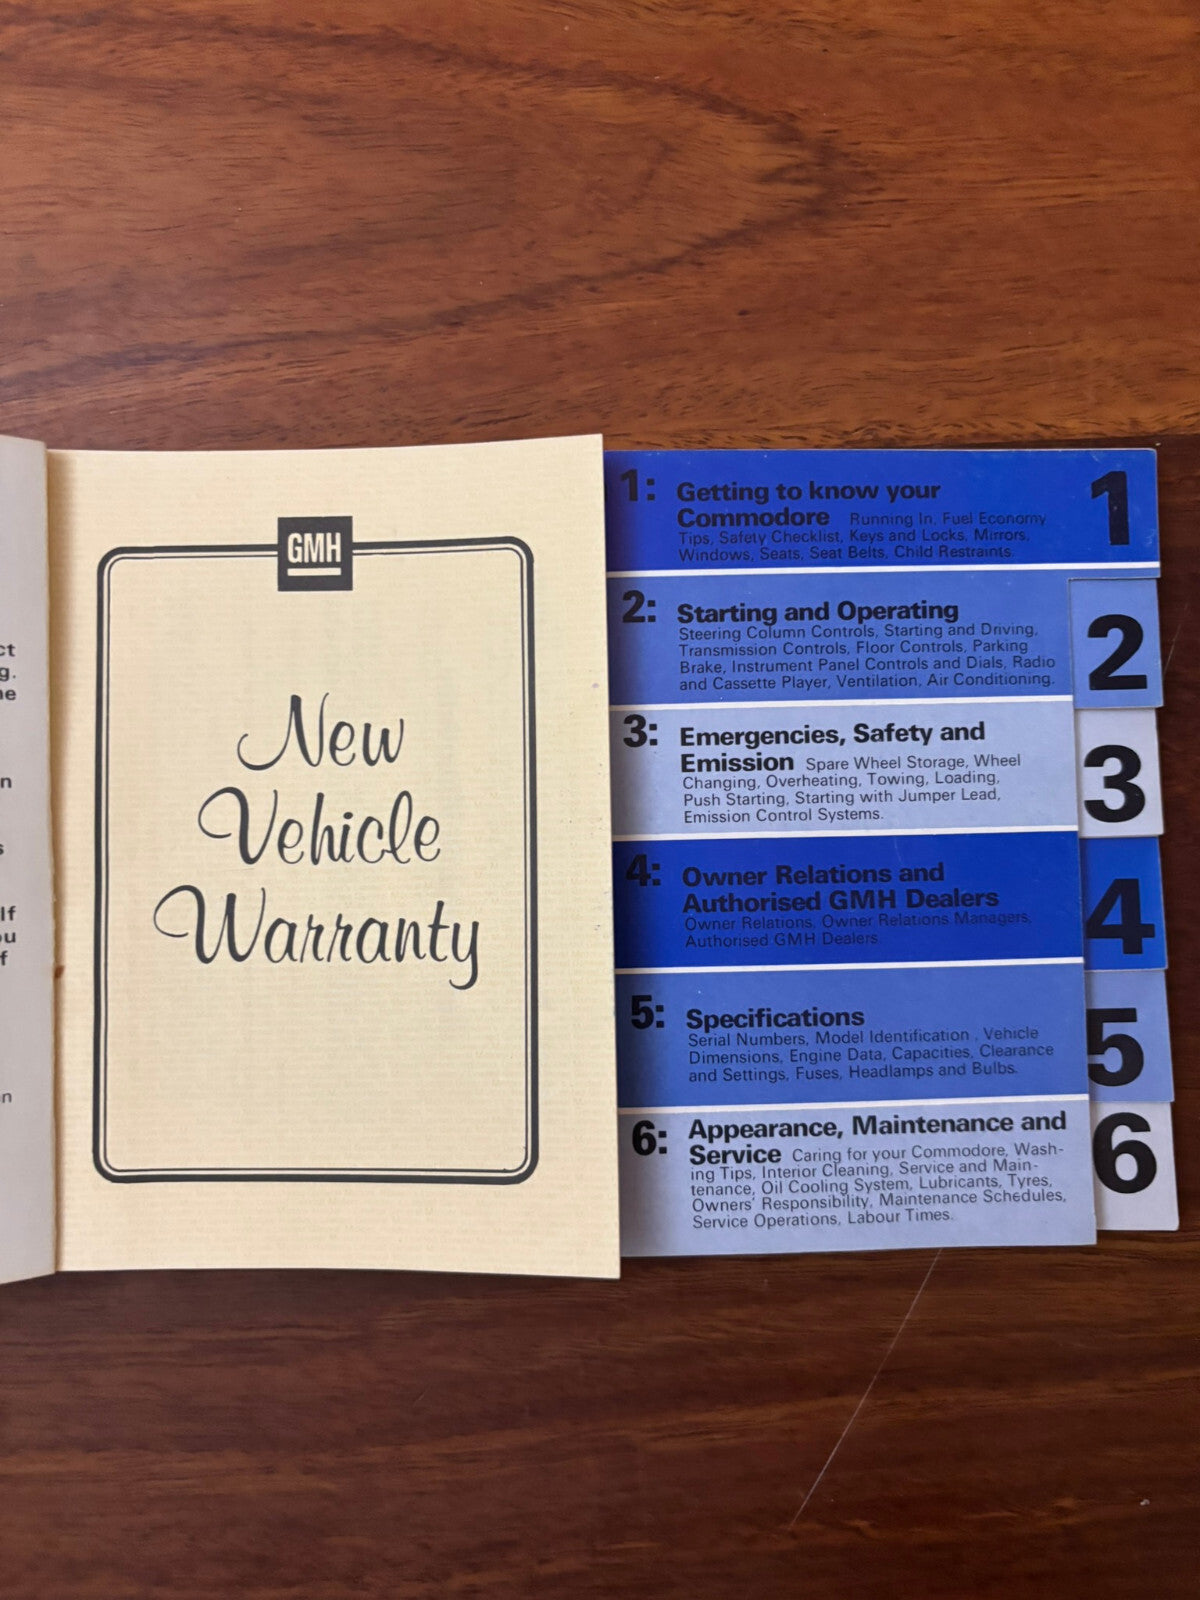 ct
g.
ne
n
s
If
ou
f
on
GMH
New
Vehicle
Warranty
1: Getting to know your
Commodore Running In, Fuel Economy
Tips, Safety Checklist, Keys and Locks, Mirrors,
Windows, Seats, Seat Belts, Child Restraints.
1
2: Starting and Operating
Steering Column Controls, Starting and Driving,
Transmission Controls, Floor Controls, Parking
Brake, Instrument Panel Controls and Dials, Radio
and Cassette Player, Ventilation, Air Conditioning.
2
3: Emergencies, Safety and
Emission Spare Wheel Storage, Wheel
Changing, Overheating, Towing, Loading,
Push Starting, Starting with Jumper Lead,
Emission Control Systems.
3
4: Owner Relations and
Authorised GMH Dealers
Owner Relations, Owner Relations Managers,
Authorised GMH Dealers
4
5: Specifications
Serial Numbers, Model Identification , Vehicle
Dimensions, Engine Data, Capacities, Clearance
and Settings, Fuses, Headlamps and Bulbs.
5
6: Appearance, Maintenance and
Service Caring for your Commodore, Wash-
ing Tips, Interior Cleaning, Service and Main-
tenance, Oil Cooling System, Lubricants, Tyres,
Owners' Responsibility, Maintenance Schedules,
Service Operations, Labour Times.
6